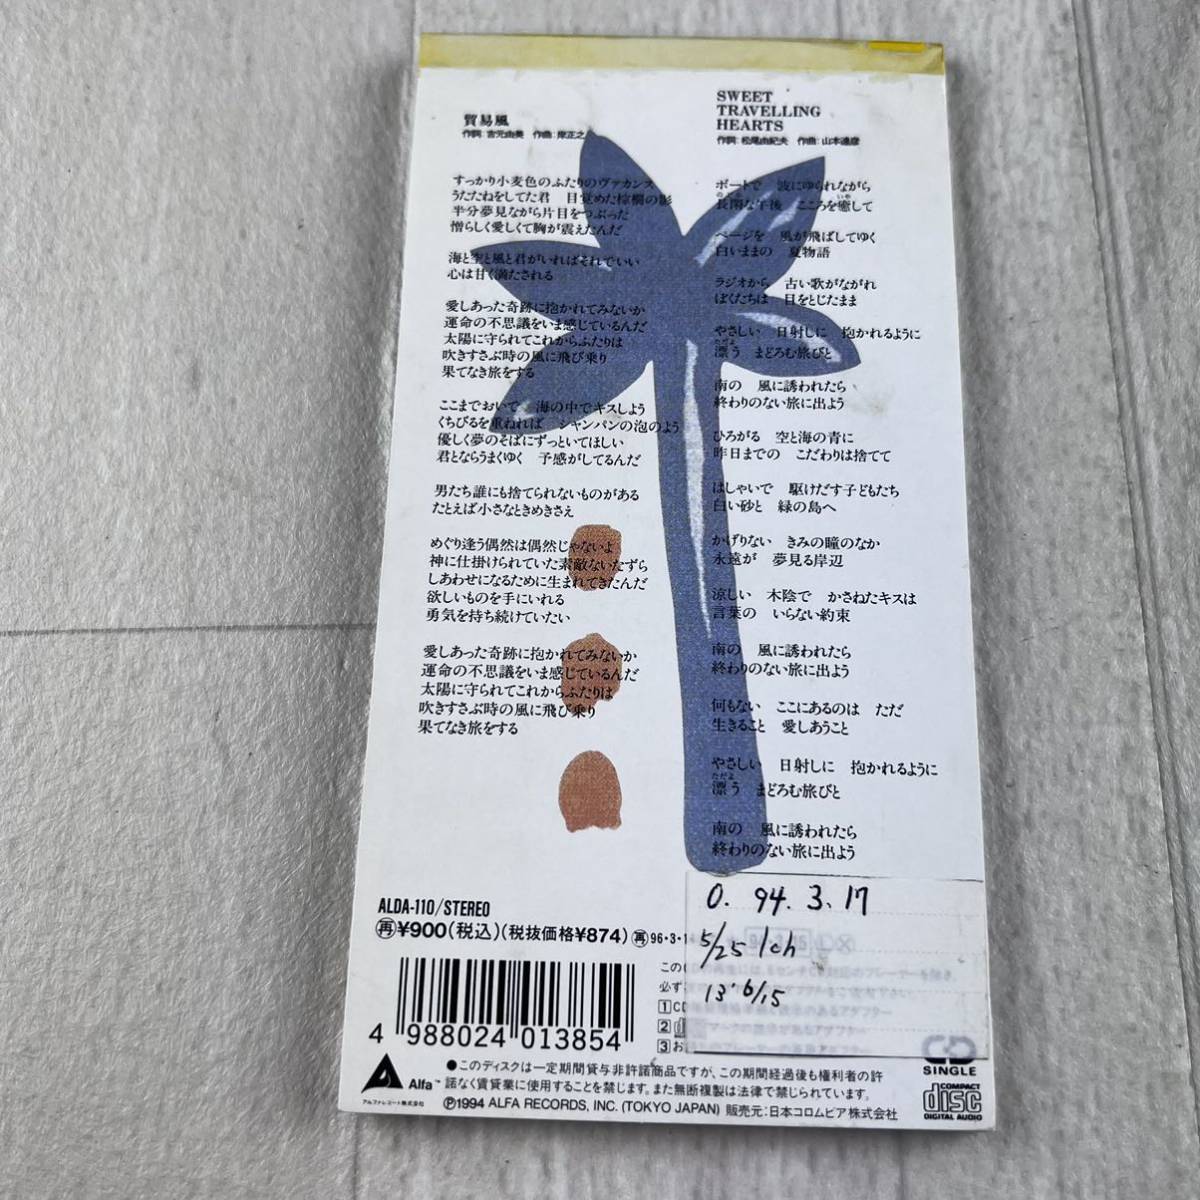 貿易風
作詞:吉元由美　作曲:岸正之
すっかり小麦色のふたりのヴァカンス
うたたねをしてた君　目覚めた棕櫚の影
半分夢見ながら片目をつぶった
憎らしく愛しくて胸が震えたんだ
海と空と風と君がいればそれでいい
心は甘く満たされる
愛しあった奇跡に抱かれてみないか
運命の不思議をいま感じているんだ
太陽に守られてこれからふたりは
吹きすさぶ時の風に飛び乗り
果てなき旅をする
ここまでおいで　海の中でキスしよう
くちびるを重ねれば　シャンパンの泡のよう
優しく夢のそばにずっといてほしい
君とならうまくゆく　予感がしてるんだ
男たち誰にも捨てられないものがある
たとえば小さなときめきさえ
めぐり逢う偶然は偶然じゃないよ
神に仕掛けられていた素敵ないたずら
しあわせになるために生まれてきたんだ
欲しいものを手にいれる
勇気を持ち続けていたい
愛しあった奇跡に抱かれてみないか
運命の不思議をいま感じているんだ
太陽に守られてこれからふたりは
吹きすさぶ時の風に飛び乗り
果てなき旅をする
SWEET
TRAVELLING
HEARTS
作詞:松尾由紀夫　作曲:山本達彦
ボートで　波にゆられながら
長閑な午後　こころを癒して
ページを　風が飛ばしてゆく
白いままの　夏物語
ラジオから　古い歌がながれ
ぼくたちは　目をとじたまま
やさしい　日射しに　抱かれるように
漂う　まどろむ旅びと
南の　風に誘われたら
終わりのない旅に出よう
ひろがる　空と海の青に
昨日までの　こだわりは捨てて
はしゃいで　駆けだす子どもたち
白い砂と　緑の島へ
かげりない　きみの瞳のなか
永遠が　夢見る岸辺
涼しい　木陰で　かさねたキスは
言葉の　いらない約束
南の　風に誘われたら
終わりのない旅に出よう
何もない　ここにあるのは　ただ
生きること　愛しあうこと
やさしい　日射しに　抱かれるように
漂う　まどろむ旅びと
南の　風に誘われたら
終わりのない旅に出よう
O. 94. 3. 17
5/25 1ch
13' 6/15
ALDA-110/STEREO
再¥900(税込)(税抜価格¥874)再96・3・14
4 988024 013854
この
必ず
1 CD
2
3 お
CD
SINGLE
●このディスクは一定期間貸与非許諾商品ですが、この期間経過後も権利者の許
諾なく賃貸業に使用することを禁じます。また無断複製は法律で禁じられています。
Alfa™
アルファレコード株式会社
Ⓟ1994 ALFA RECORDS, INC. (TOKYO JAPAN) 販売元:日本コロムビア株式会社
COMPACT
disc
DIGITAL AUDIO